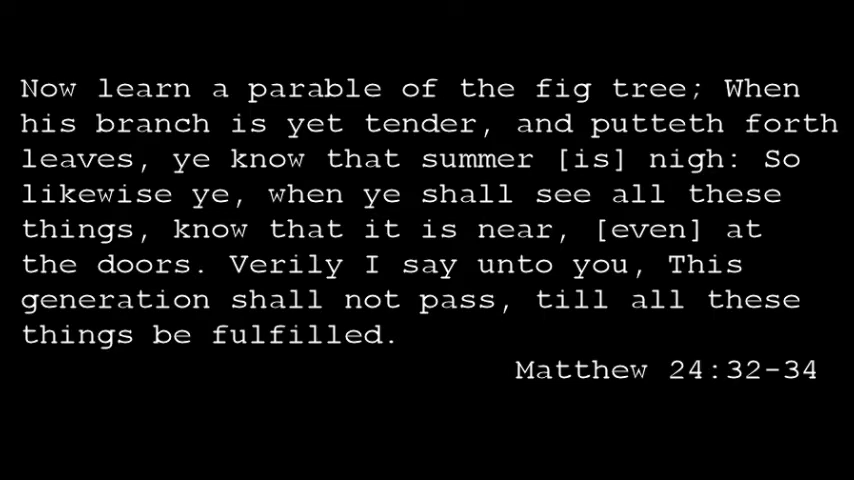 Now learn a parable of the fig tree; When
his branch is yet tender, and putteth forth
leaves, ye know that summer [is] nigh: So
likewise ye, when ye shall see all these
things, know that it is near, [even] at
the doors. Verily I say unto you, This
generation shall not pass, till all these
things be fulfilled.
Matthew 24:32-34